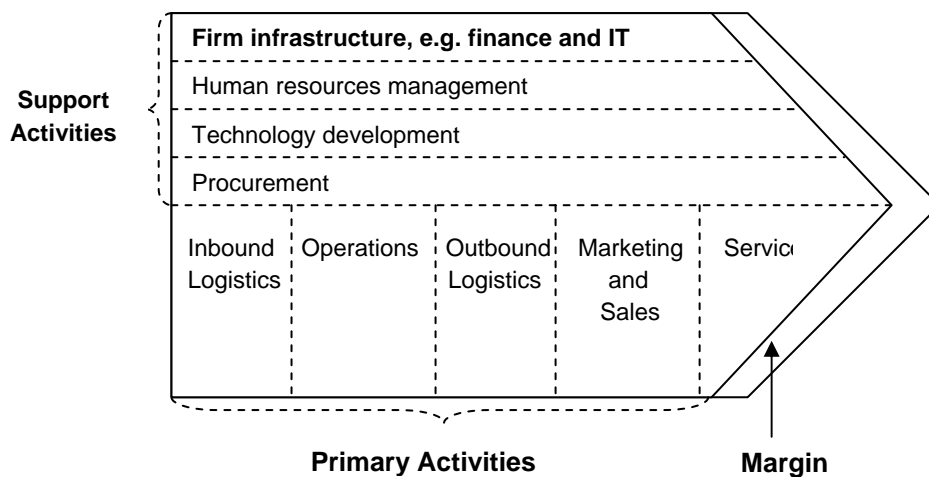 Firm infrastructure, e.g. finance and IT
Human resources management
Technology development
Procurement
Support
Activities
Inbound
Logistics
Operations
Outbound
Logistics
Marketing
and
Sales
Service
Primary Activities
Margin